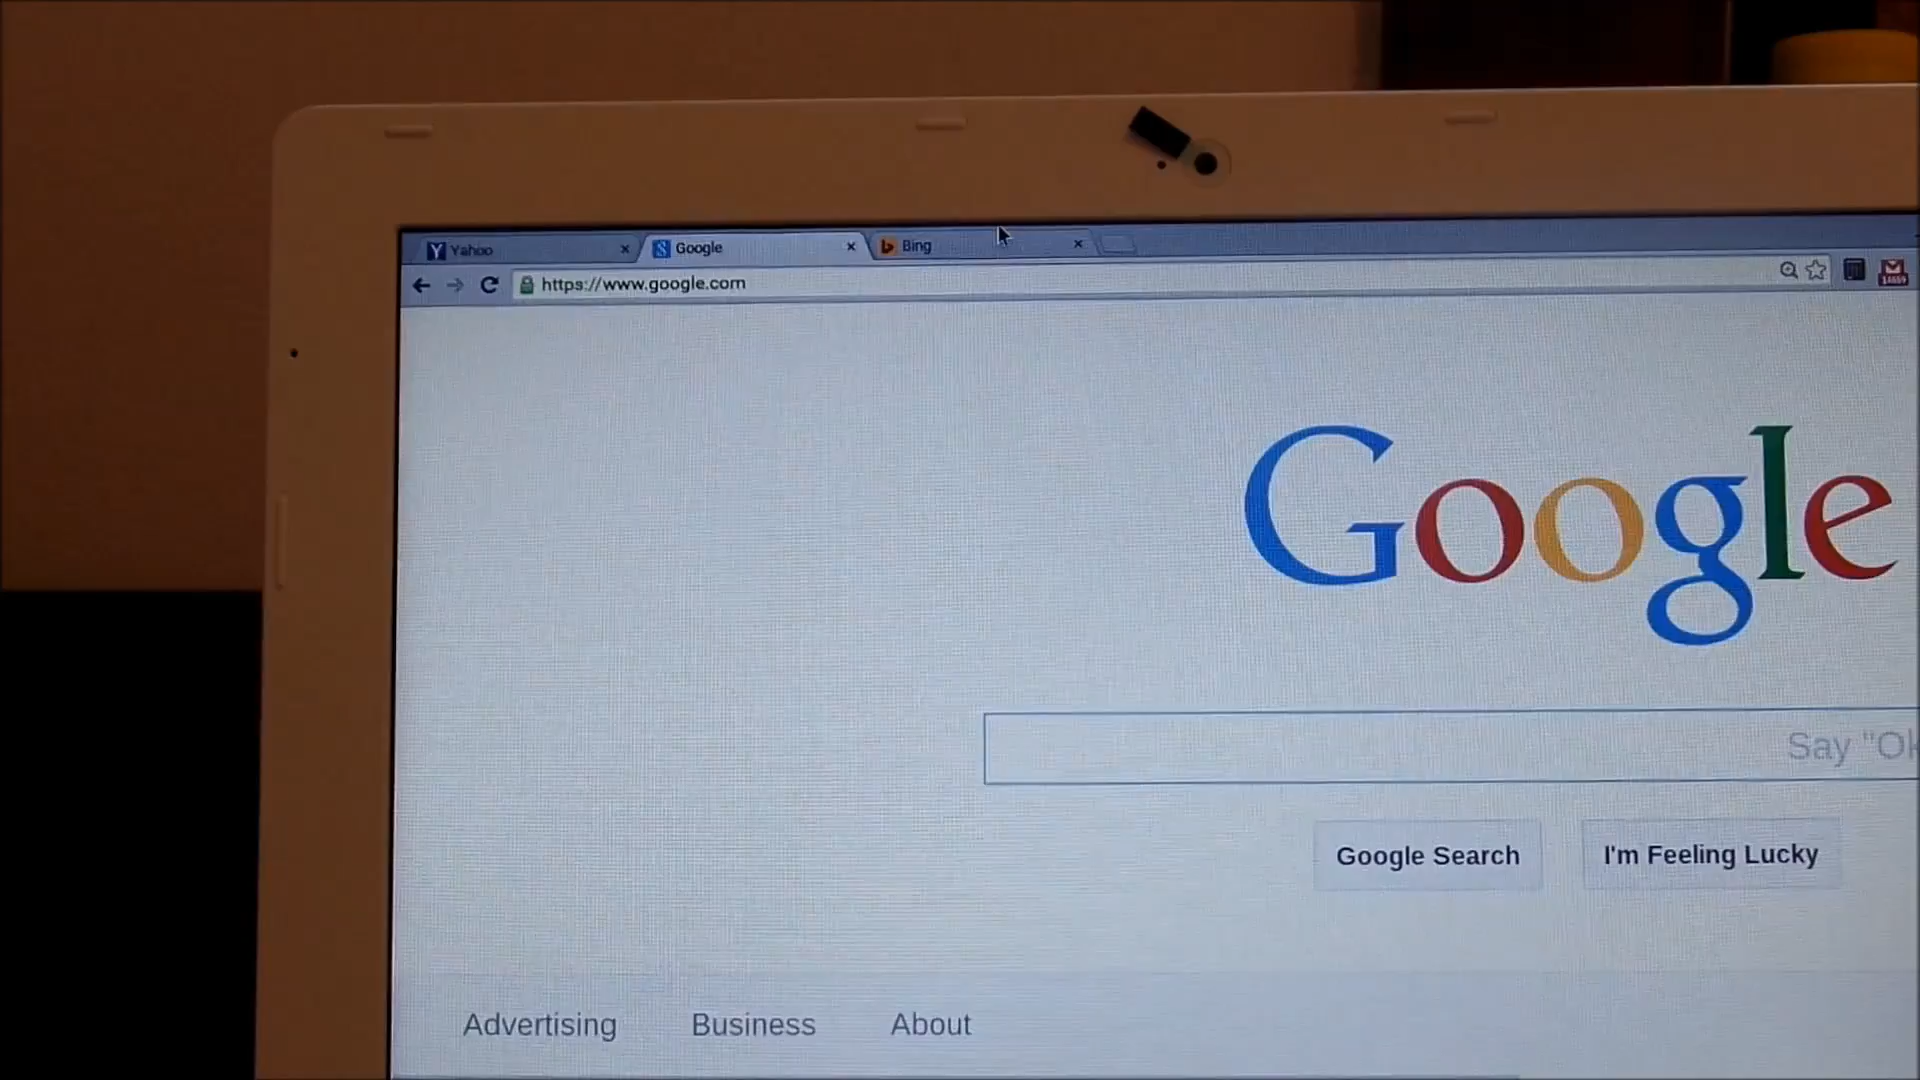 Yahoo Google Bing
https://www.google.com
Google
Say "Ok
Google Search I'm Feeling Lucky
Advertising Business About